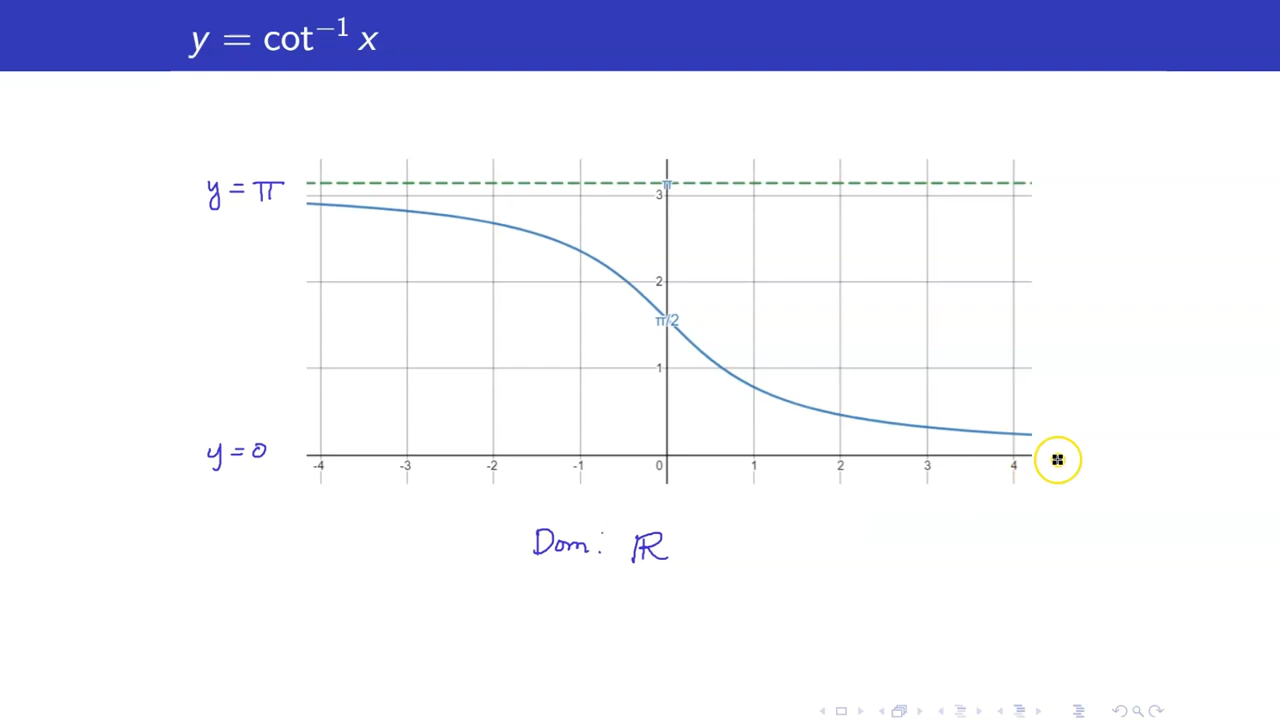 y = cot⁻¹ x
y = π
π
3
2
π/2
1
y = 0
-4 -3 -2 -1 0 1 2 3 4
Dom: ℝ